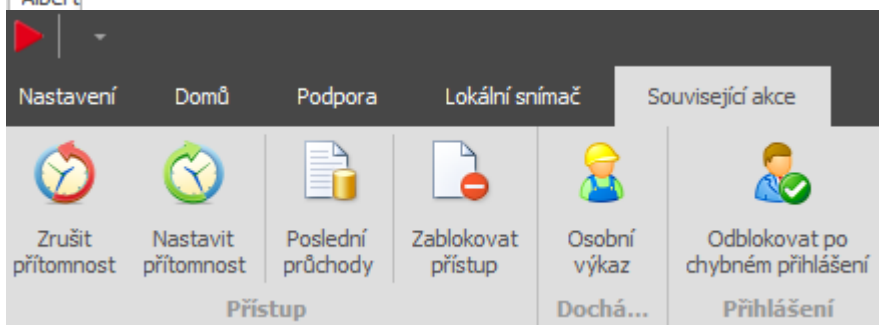 Albert
Nastavení Domů Podpora Lokální snímač Související akce
Zrušit přítomnost
Nastavit přítomnost
Poslední průchody
Zablokovat přístup
Osobní výkaz
Odblokovat po chybném přihlášení
Přístup Dochá... Přihlášení